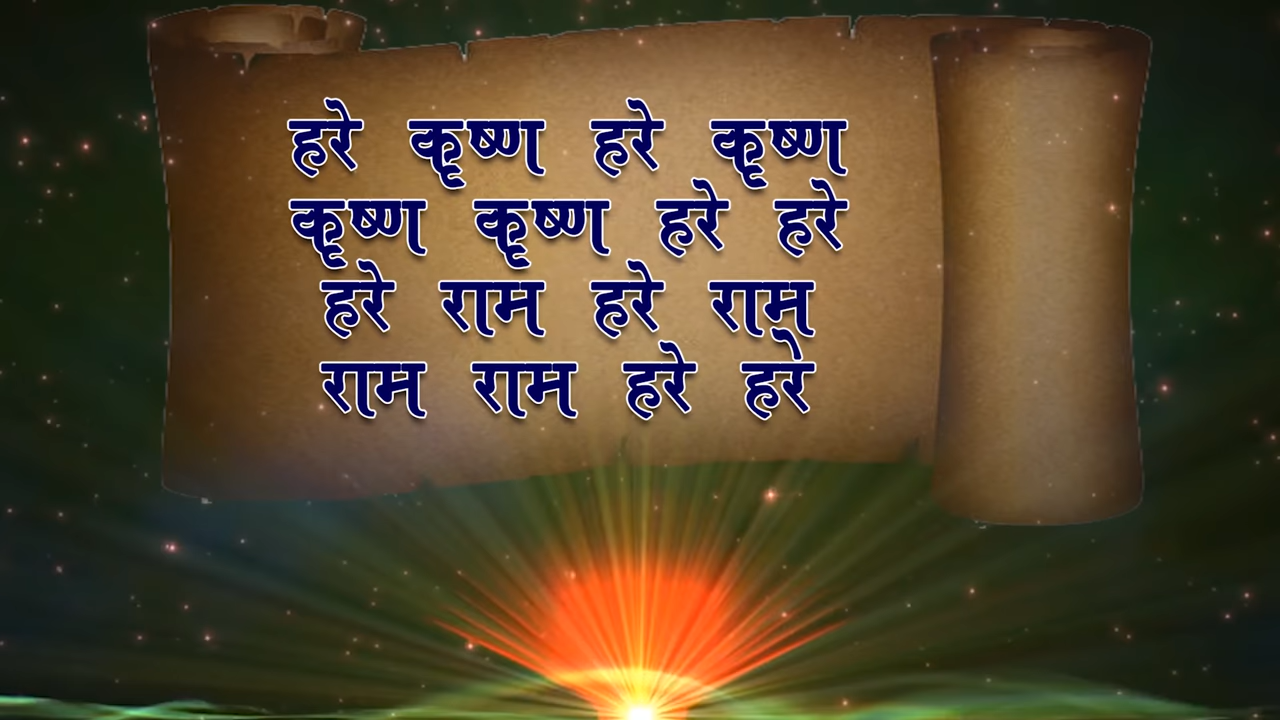 हरे कृष्ण हरे कृष्ण
कृष्ण कृष्ण हरे हरे
हरे राम हरे राम
राम राम हरे हरे